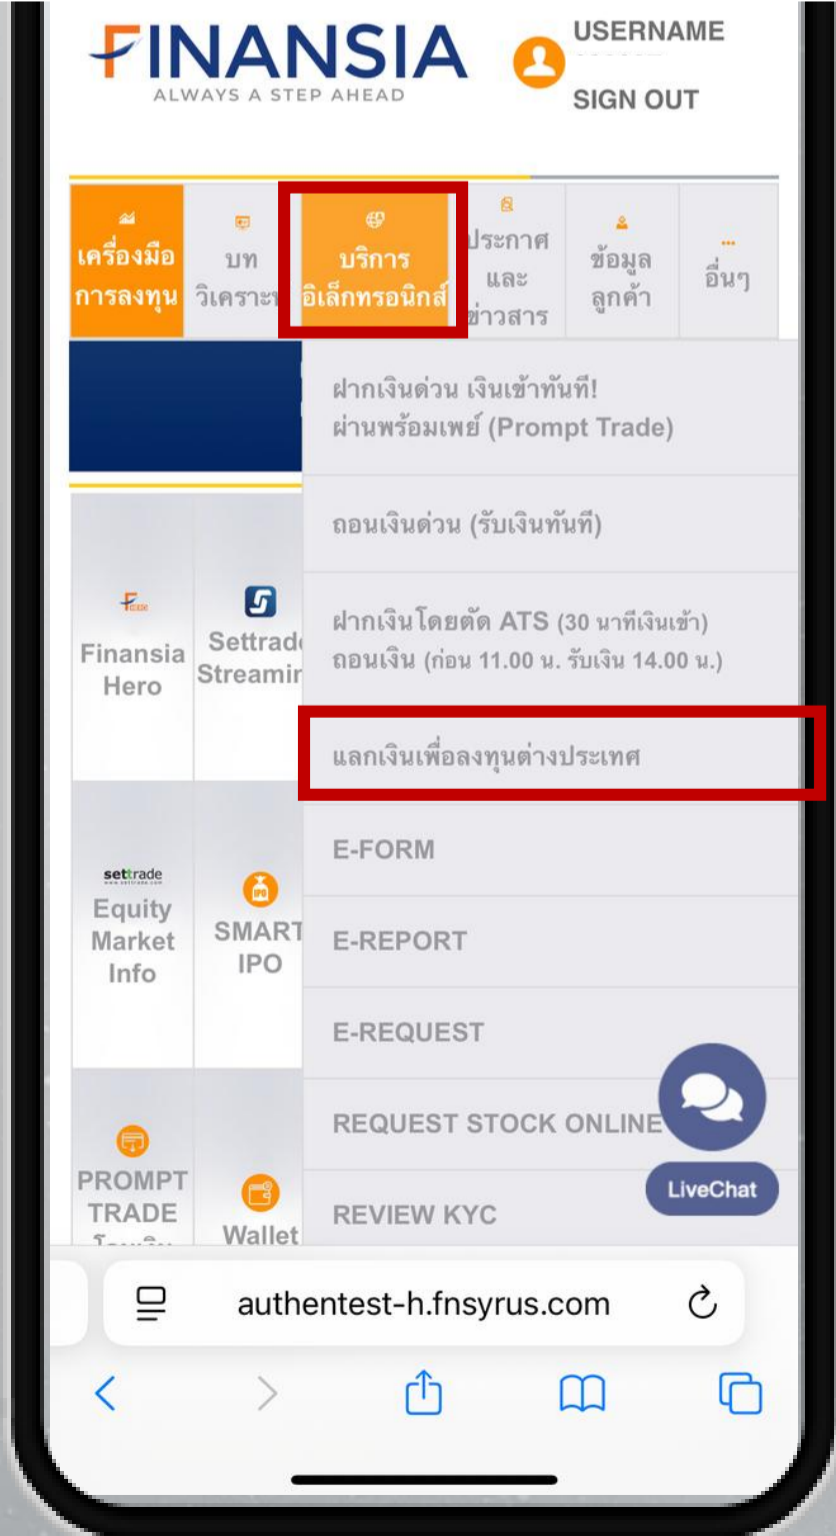 FINANSIA
ALWAYS A STEP AHEAD
USERNAME
SIGN OUT
เครื่องมือ
การลงทุน
บท
บริการ
อิเล็กทรอนิกส์
ประกาศ
และ
ข่าวสาร
ข้อมูล
ลูกค้า
อื่นๆ
ฝากเงินด่วน เงินเข้าทันที!
ผ่านพร้อมเพย์ (Prompt Trade)
ถอนเงินด่วน (รับเงินทันที)
ฝากเงินโดยตัด ATS (30 นาทีเงินเข้า)
ถอนเงิน (ก่อน 11.00 น. รับเงิน 14.00 น.)
แลกเงินเพื่อลงทุนต่างประเทศ
E-FORM
E-REPORT
E-REQUEST
REQUEST STOCK ONLINE
REVIEW KYC
Finansia
Hero
settrade
www.settrade.com
Equity
Market
Info
IPO
SMART
IPO
PROMPT
TRADE
Wallet
LiveChat
authentest-h.fnsyrus.com